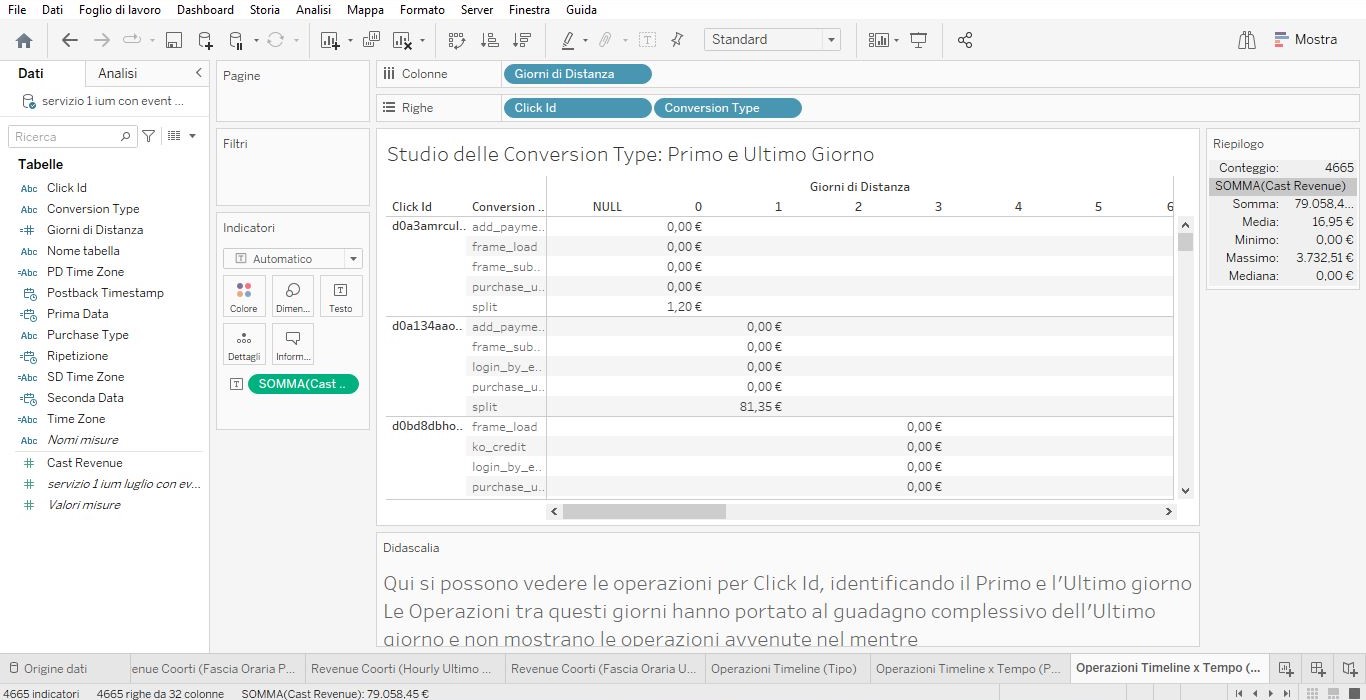 File Dati Foglio di lavoro Dashboard Storia Analisi Mappa Formato Server Finestra Guida
Standard
Mostra
Dati Analisi
servizio 1 ium con event ...
Ricerca
Tabelle
Abc Click Id
Abc Conversion Type
=# Giorni di Distanza
Abc Nome tabella
=Abc PD Time Zone
Postback Timestamp
Prima Data
Abc Purchase Type
Ripetizione
=Abc SD Time Zone
Seconda Data
=Abc Time Zone
Abc Nomi misure
# Cast Revenue
# servizio 1 ium luglio con ev...
# Valori misure
Pagine
Filtri
Indicatori
T Automatico
Colore Dimen... Testo
Dettagli Inform...
T SOMMA(Cast ..
Colonne Giorni di Distanza
Righe Click Id Conversion Type
Studio delle Conversion Type: Primo e Ultimo Giorno
Giorni di Distanza
Click Id Conversion .. NULL 0 1 2 3 4 5 6
d0a3amrcul.. add_payme.. 0,00 €
frame_load 0,00 €
frame_sub.. 0,00 €
purchase_u.. 0,00 €
split 1,20 €
d0a134aao.. add_payme.. 0,00 €
frame_sub.. 0,00 €
login_by_e.. 0,00 €
purchase_u.. 0,00 €
split 81,35 €
d0bd8dbho.. frame_load 0,00 €
ko_credit 0,00 €
login_by_e.. 0,00 €
purchase_u.. 0,00 €
Riepilogo
Conteggio: 4665
SOMMA(Cast Revenue)
Somma: 79.058,4...
Media: 16,95 €
Minimo: 0,00 €
Massimo: 3.732,51 €
Mediana: 0,00 €
Didascalia
Qui si possono vedere le operazioni per Click Id, identificando il Primo e l'Ultimo giorno
Le Operazioni tra questi giorni hanno portato al guadagno complessivo dell'Ultimo
giorno e non mostrano le operazioni avvenute nel mentre
Origine dati enue Coorti (Fascia Oraria P... Revenue Coorti (Hourly Ultimo ... Revenue Coorti (Fascia Oraria U... Operazioni Timeline (Tipo) Operazioni Timeline x Tempo (P... Operazioni Timeline x Tempo (...
4665 indicatori 4665 righe da 32 colonne SOMMA(Cast Revenue): 79.058,45 €